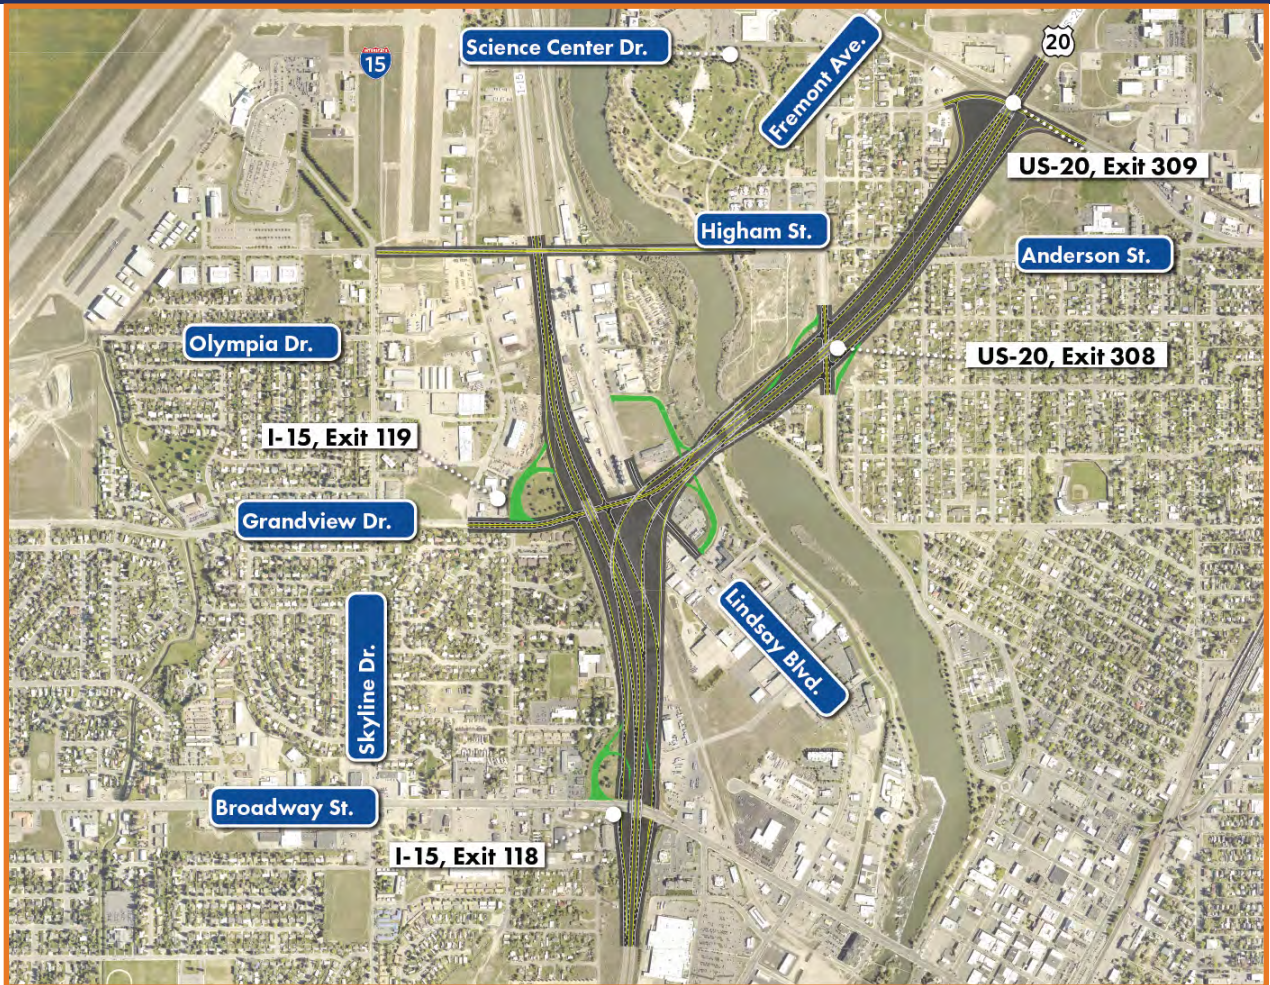 Science Center Dr.
INTERSTATE
15
Fremont Ave.
20
US-20, Exit 309
Higham St.
Anderson St.
Olympia Dr.
US-20, Exit 308
I-15, Exit 119
Grandview Dr.
Lindsay Blvd.
Skyline Dr.
Broadway St.
I-15, Exit 118